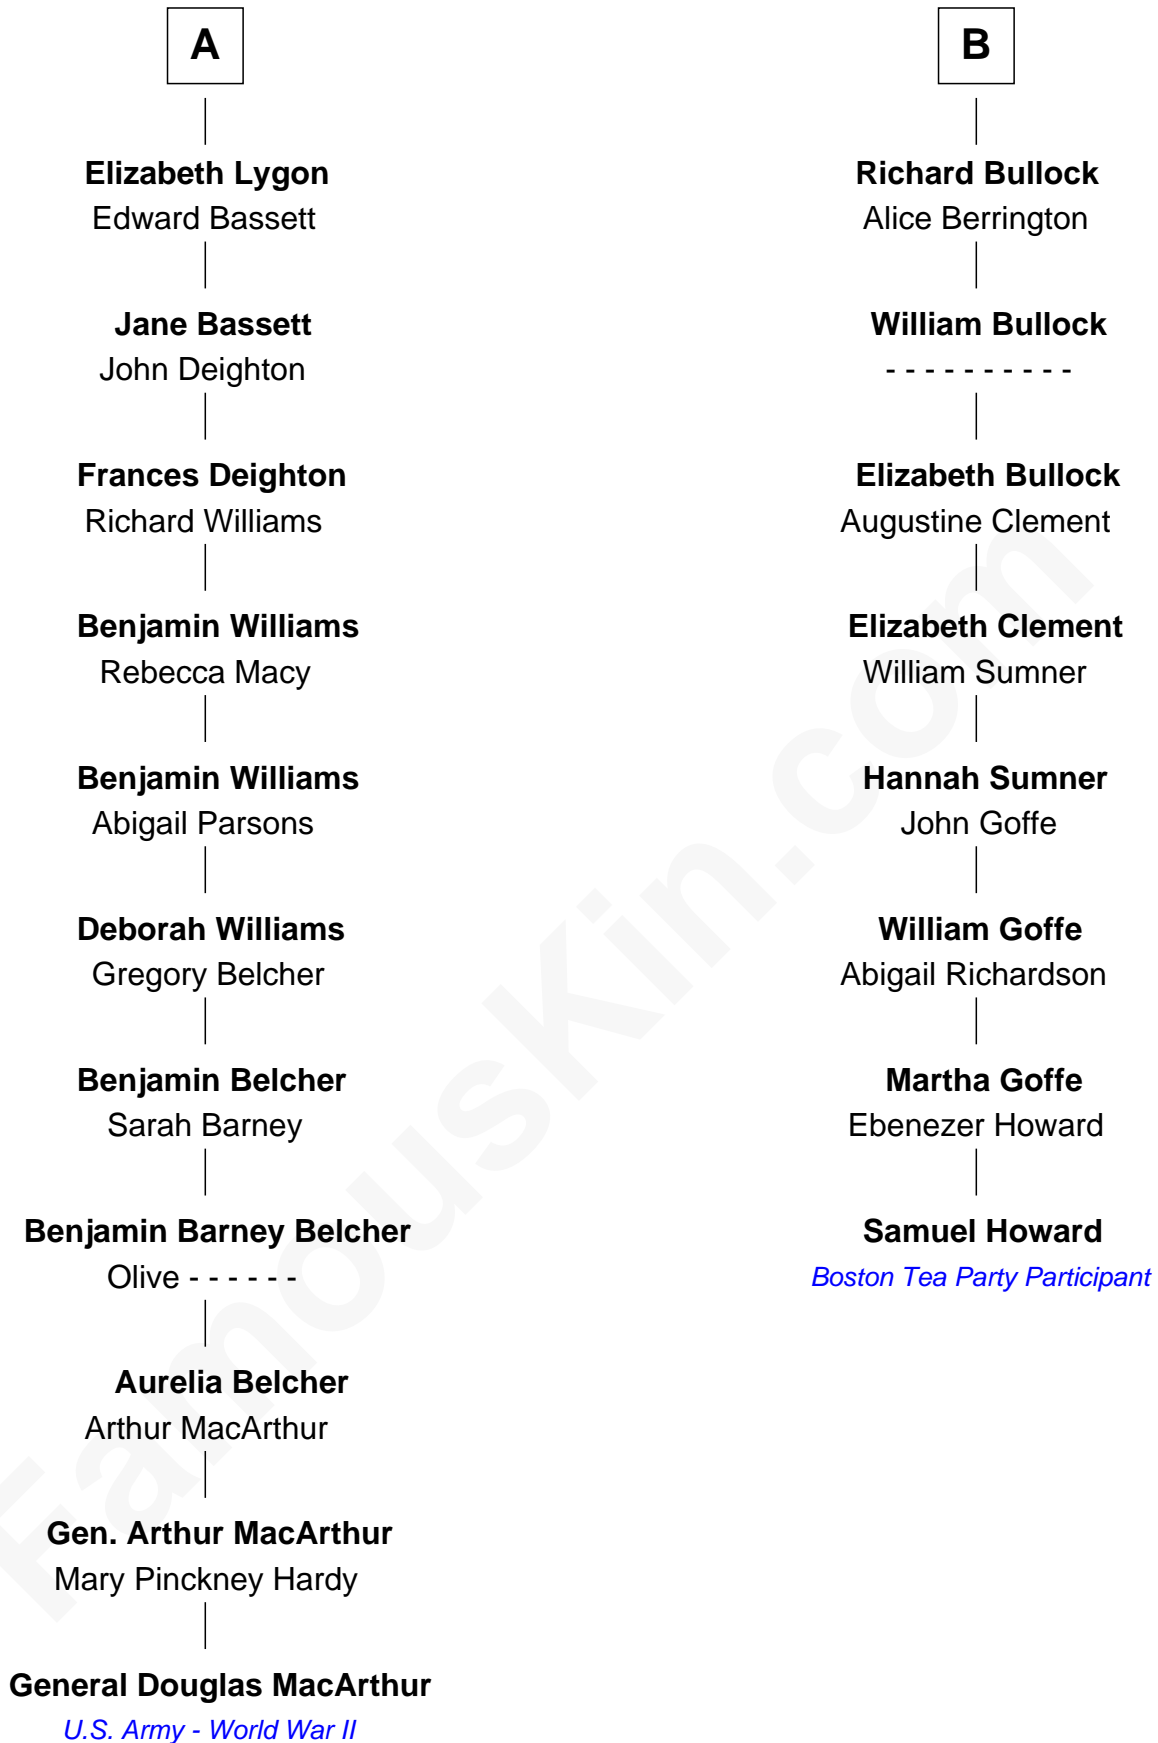 A
Elizabeth Lygon
Edward Bassett
Jane Bassett
John Deighton
Frances Deighton
Richard Williams
Benjamin Williams
Rebecca Macy
Benjamin Williams
Abigail Parsons
Deborah Williams
Gregory Belcher
Benjamin Belcher
Sarah Barney
Benjamin Barney Belcher
Olive - - - - - -
Aurelia Belcher
Arthur MacArthur
Gen. Arthur MacArthur
Mary Pinckney Hardy
General Douglas MacArthur
U.S. Army - World War II
B
Richard Bullock
Alice Berrington
William Bullock
- - - - - - - - - -
Elizabeth Bullock
Augustine Clement
Elizabeth Clement
William Sumner
Hannah Sumner
John Goffe
William Goffe
Abigail Richardson
Martha Goffe
Ebenezer Howard
Samuel Howard
Boston Tea Party Participant
FamousKin.com